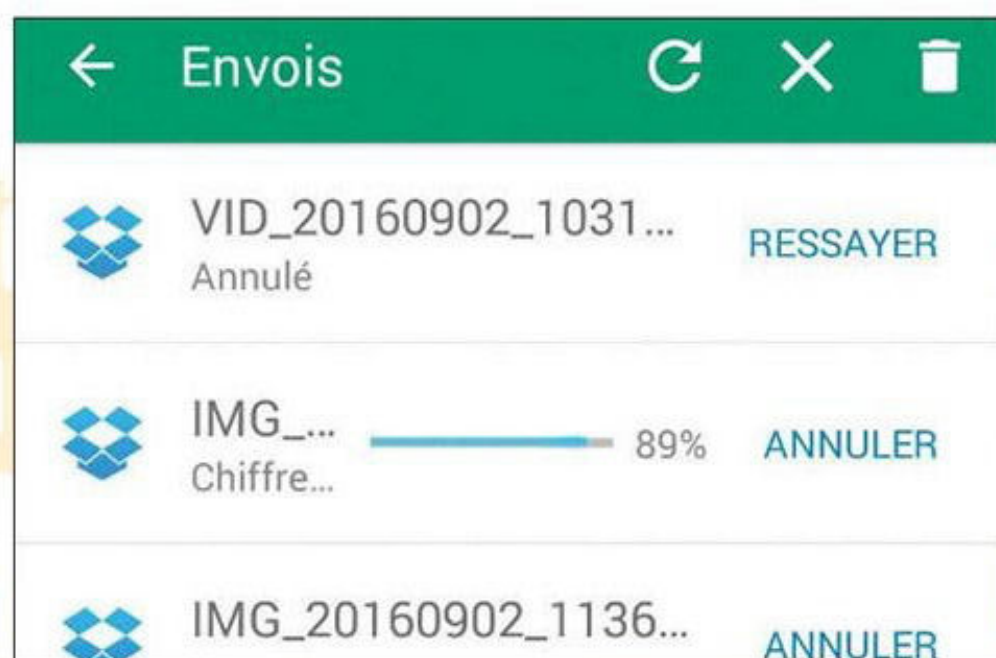 Envois
VID_20160902_1031...
RESSAYER
Annulé
IMG_...
89%
ANNULER
Chiffre...
IMG_20160902_1136...
ANNULER